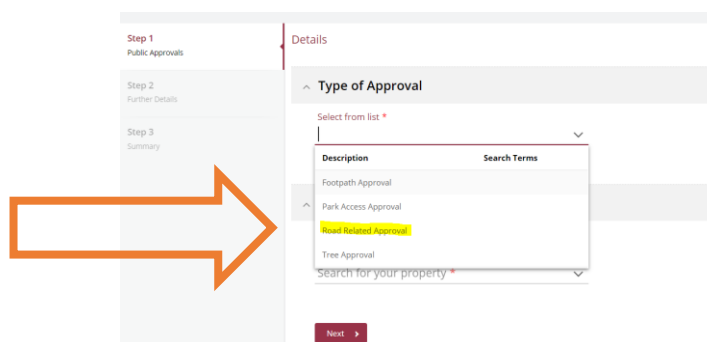 Step 1
Public Approvals
Step 2
Further Details
Step 3
Summary
Details
Type of Approval
Select from list *
Description Search Terms
Footpath Approval
Park Access Approval
Road Related Approval
Tree Approval
Search for your property *
Next